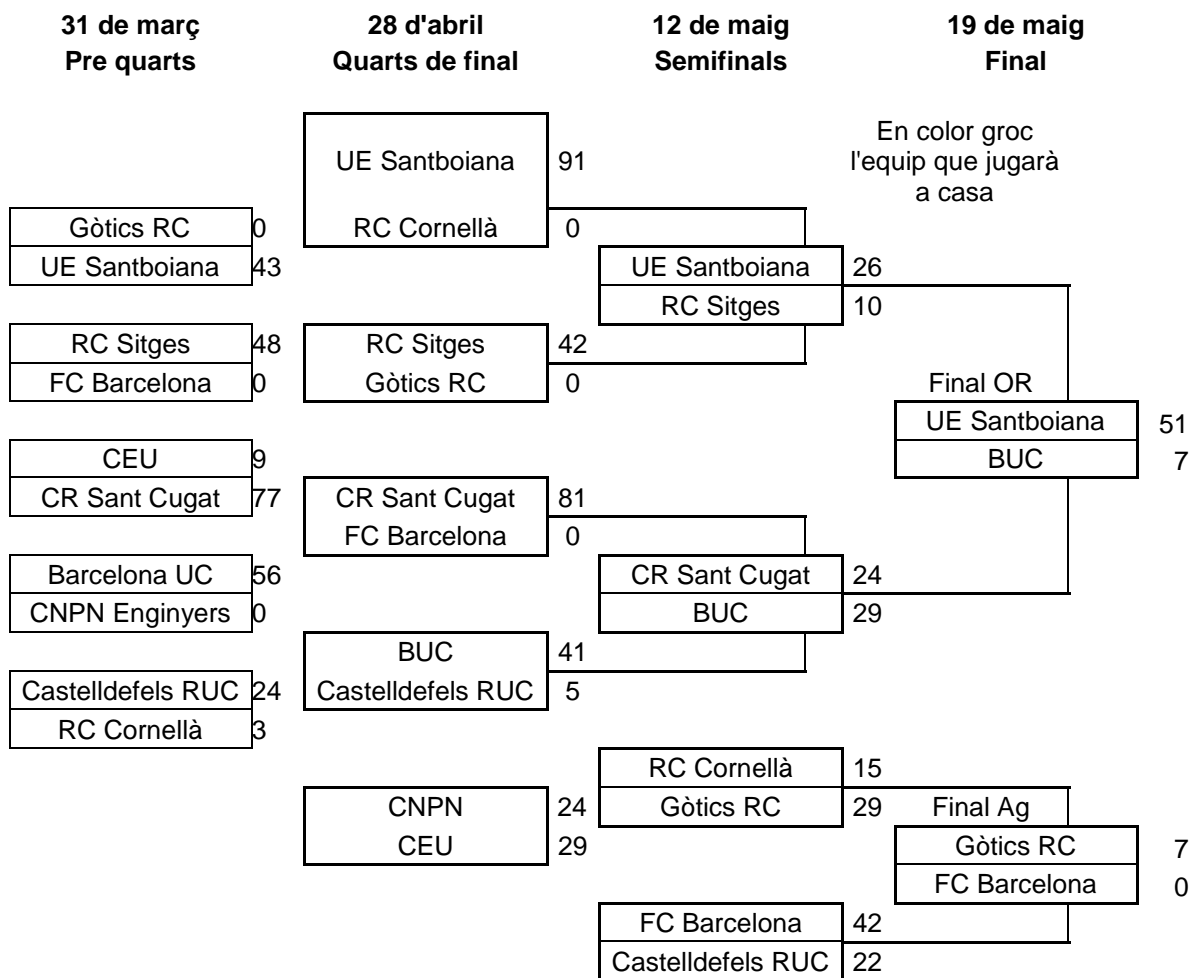 31 de març
Pre quarts
28 d'abril
Quarts de final
12 de maig
Semifinals
19 de maig
Final
En color groc
l'equip que jugarà
a casa
Gòtics RC 0
UE Santboiana 43
RC Sitges 48
FC Barcelona 0
CEU 9
CR Sant Cugat 77
Barcelona UC 56
CNPN Enginyers 0
Castelldefels RUC 24
RC Cornellà 3
UE Santboiana 91
RC Cornellà 0
RC Sitges 42
Gòtics RC 0
CR Sant Cugat 81
FC Barcelona 0
BUC 41
Castelldefels RUC 5
CNPN 24
CEU 29
UE Santboiana 26
RC Sitges 10
CR Sant Cugat 24
BUC 29
RC Cornellà 15
Gòtics RC 29
FC Barcelona 42
Castelldefels RUC 22
Final OR
UE Santboiana 51
BUC 7
Final Ag
Gòtics RC 7
FC Barcelona 0